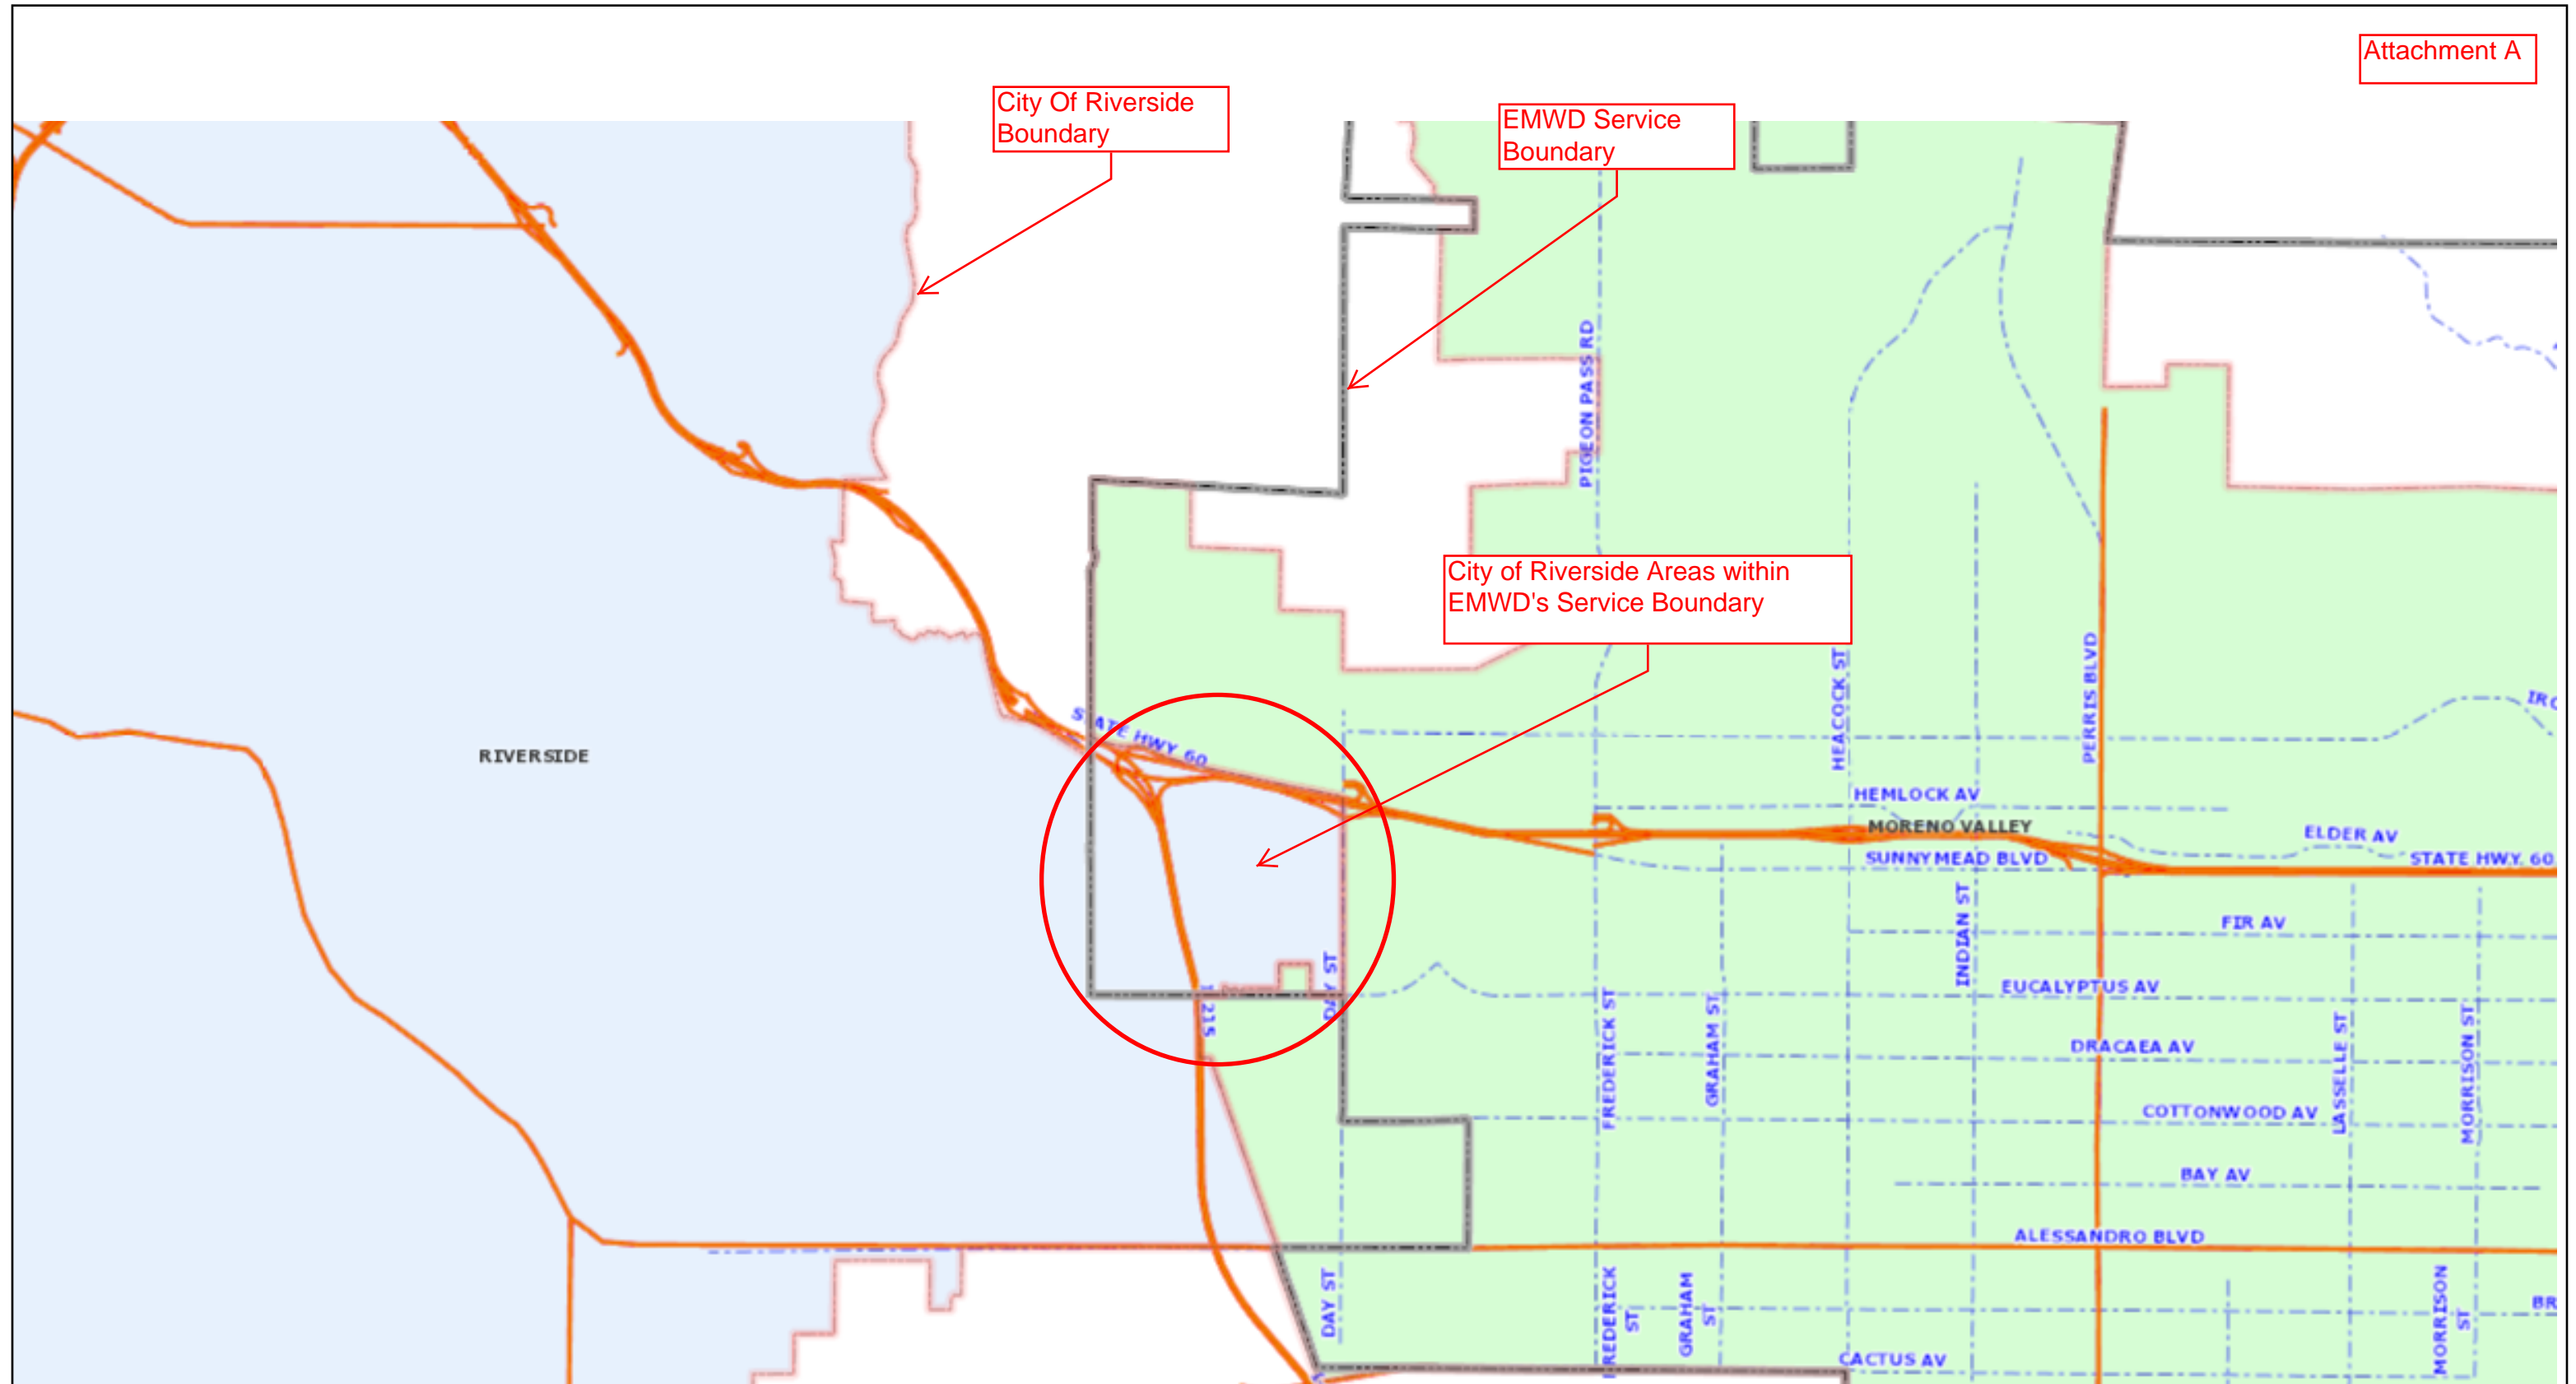 Attachment A
City Of Riverside
Boundary
EMWD Service
Boundary
PIGEON PASS RD
City of Riverside Areas within
EMWD's Service Boundary
HEACOCK ST
PERRIS BLVD
STATE HWY 60
RIVERSIDE
HEMLOCK AV
MORENO VALLEY
ELDER AV
SUNNYMEAD BLVD
STATE HWY 60
INDIAN ST
FIR AV
DAY ST
I 215
EUCALYPTUS AV
FREDERICK ST
GRAHAM ST
LASSELLE ST
MORRISON ST
DRACAEA AV
COTTONWOOD AV
BAY AV
ALESSANDRO BLVD
DAY ST
REDERICK
ST
GRAHAM
ST
MORRISON
ST
BR
CACTUS AV